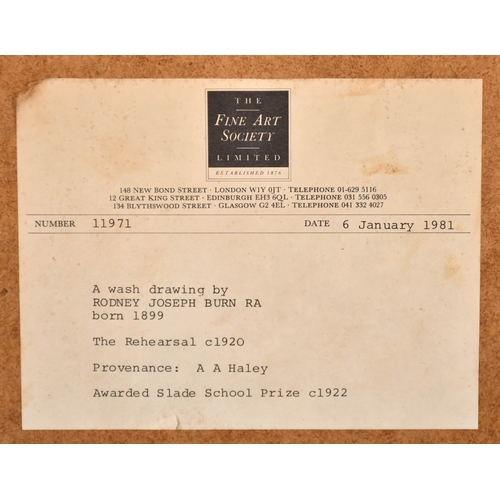 THE
FINE ART
SOCIETY
LIMITED
ESTABLISHED 1876
148 NEW BOND STREET · LONDON W1Y 0JT · TELEPHONE 01-629 5116
12 GREAT KING STREET · EDINBURGH EH3 6QL · TELEPHONE 031 556 0305
134 BLYTHSWOOD STREET · GLASGOW G2 4EL · TELEPHONE 041 332 4027
NUMBER 11971 DATE 6 January 1981
A wash drawing by
RODNEY JOSEPH BURN RA
born 1899
The Rehearsal c1920
Provenance: A A Haley
Awarded Slade School Prize c1922